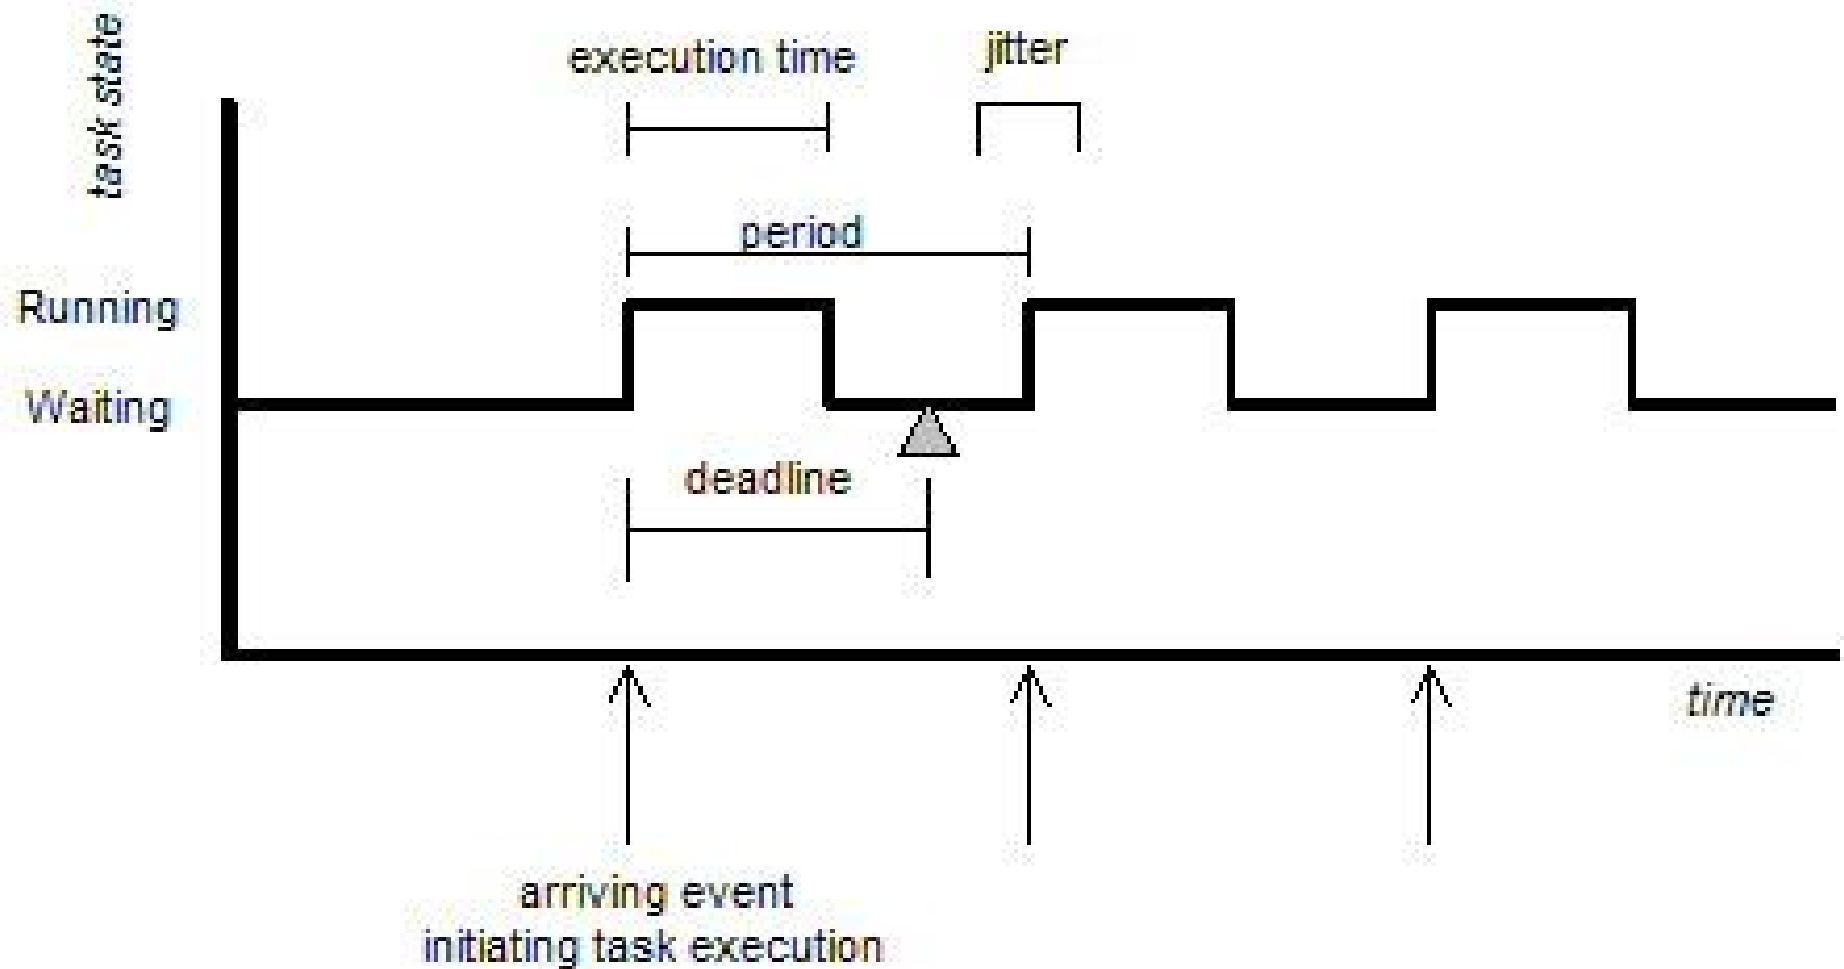 task state
execution time
jitter
period
Running
Waiting
deadline
time
arriving event
initiating task execution